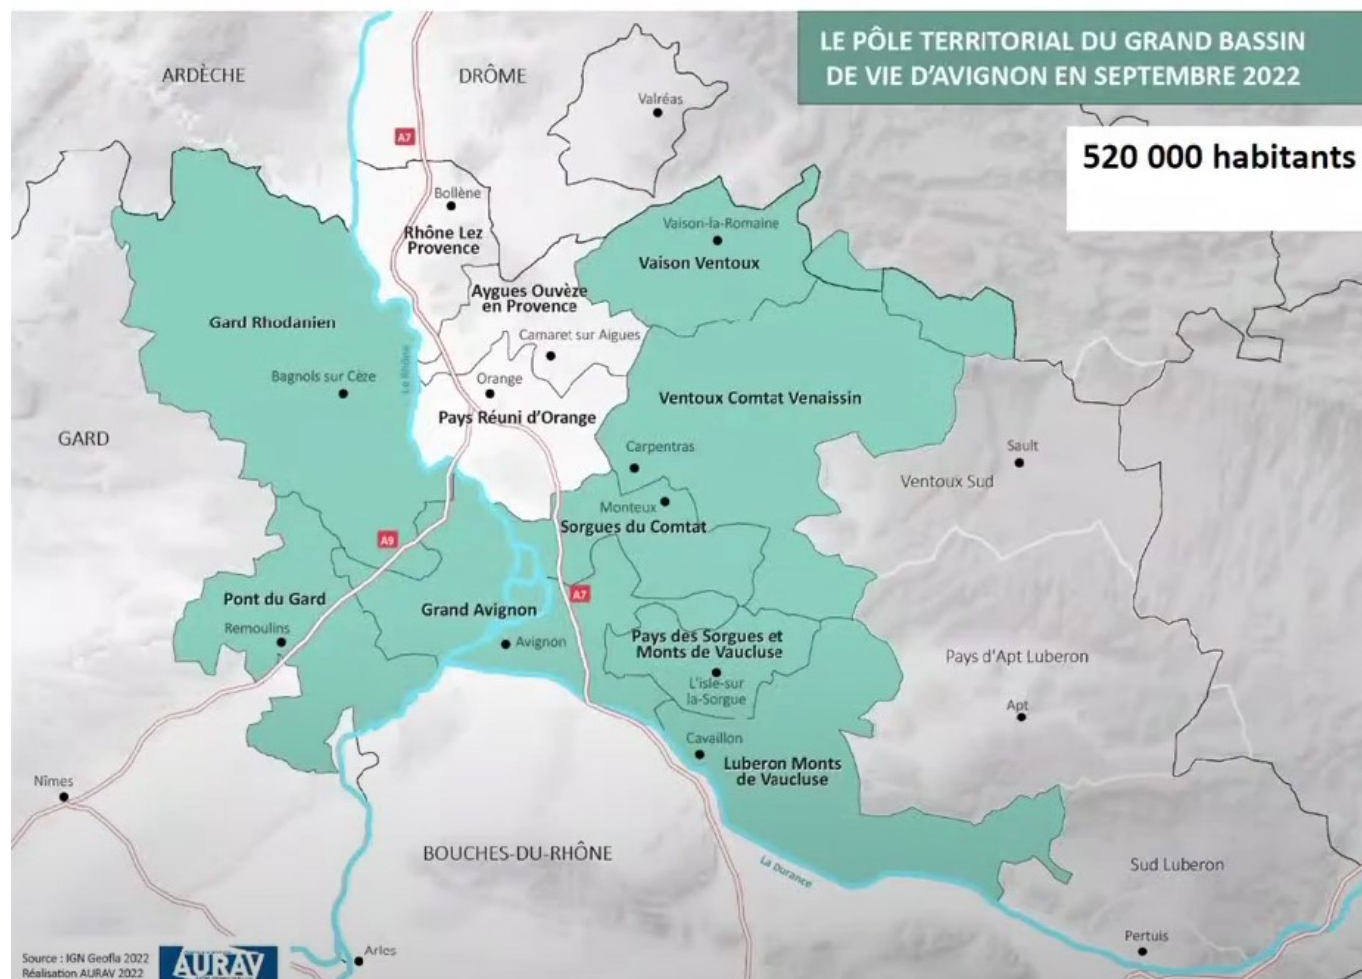 LE PÔLE TERRITORIAL DU GRAND BASSIN
DE VIE D'AVIGNON EN SEPTEMBRE 2022
520 000 habitants
ARDÈCHE
DRÔME
Valréas
A7
Bollène
Rhône Lez
Provence
Vaison-la-Romaine
Vaison Ventoux
Aygues Ouvèze
en Provence
Gard Rhodanien
Camaret sur Aigues
Le Rhône
Bagnols sur Cèze
Orange
Pays Réuni d'Orange
Ventoux Comtat Venaissin
GARD
Carpentras
Sault
Ventoux Sud
Monteux
Sorgues du Comtat
A9
A7
Pont du Gard
Grand Avignon
Remoulins
Avignon
Pays des Sorgues et
Monts de Vaucluse
L'isle-sur
la-Sorgue
Pays d'Apt Luberon
Apt
Cavaillon
Luberon Monts
de Vaucluse
Nîmes
BOUCHES-DU-RHÔNE
La Durance
Sud Luberon
Pertuis
Arles
Source : IGN Geofla 2022
Réalisation AURAV 2022
AURAV